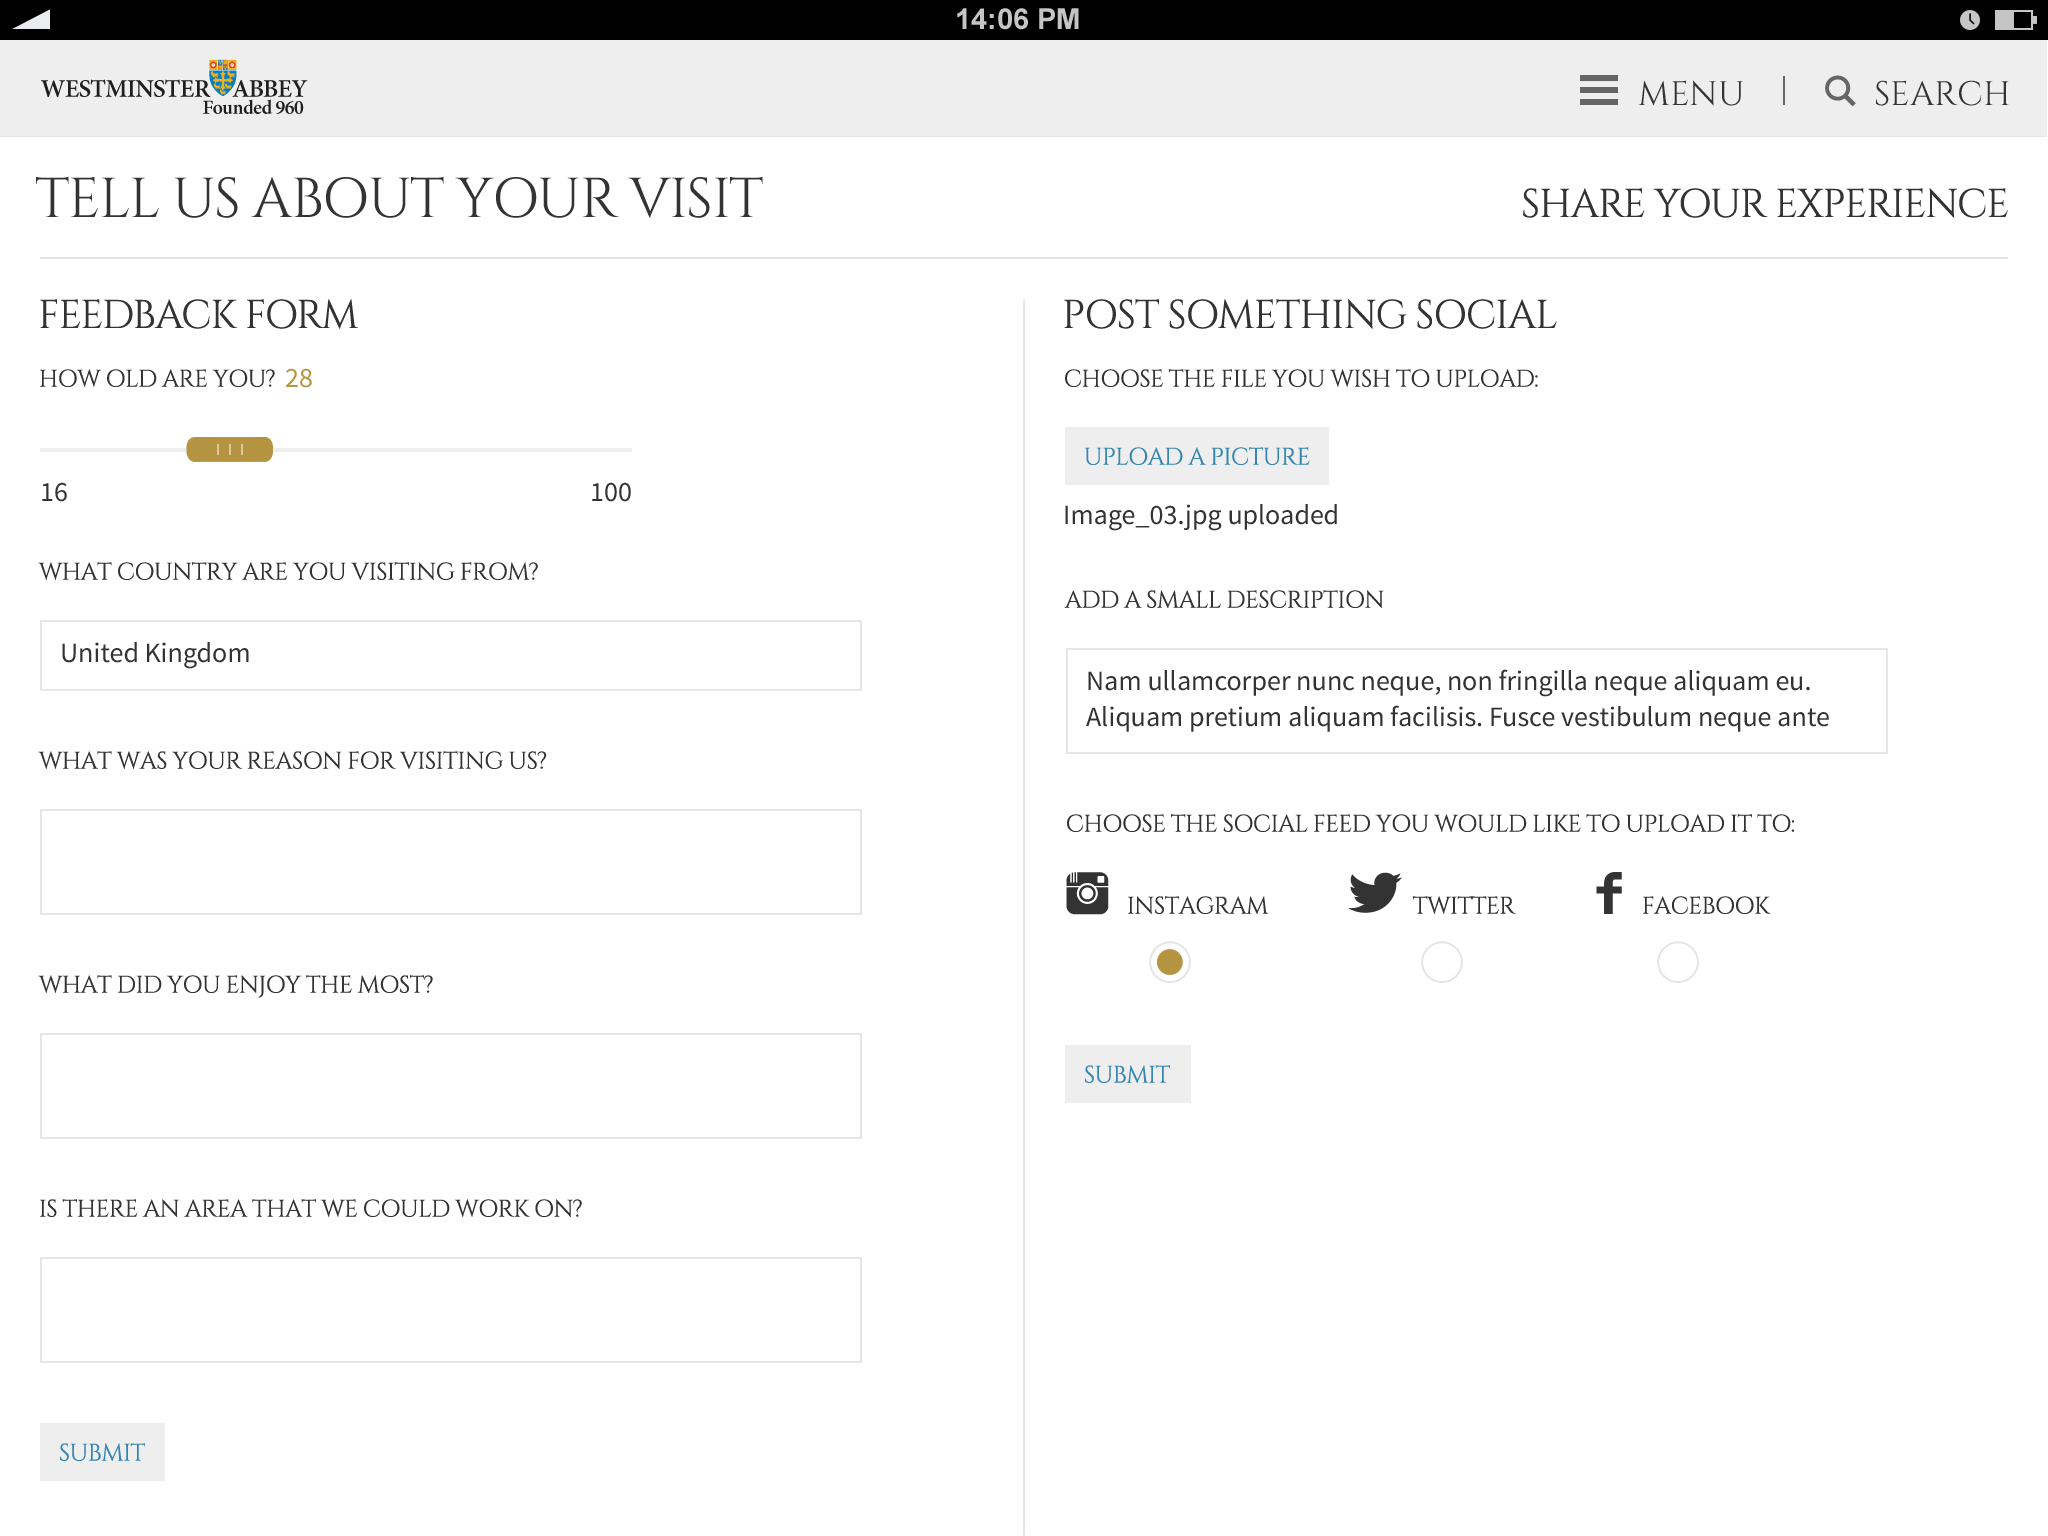 14:06 PM
WESTMINSTER ABBEY
Founded 960
MENU | SEARCH
TELL US ABOUT YOUR VISIT
SHARE YOUR EXPERIENCE
FEEDBACK FORM
HOW OLD ARE YOU? 28
16 100
WHAT COUNTRY ARE YOU VISITING FROM?
United Kingdom
WHAT WAS YOUR REASON FOR VISITING US?
WHAT DID YOU ENJOY THE MOST?
IS THERE AN AREA THAT WE COULD WORK ON?
SUBMIT
POST SOMETHING SOCIAL
CHOOSE THE FILE YOU WISH TO UPLOAD:
UPLOAD A PICTURE
Image_03.jpg uploaded
ADD A SMALL DESCRIPTION
Nam ullamcorper nunc neque, non fringilla neque aliquam eu.
Aliquam pretium aliquam facilisis. Fusce vestibulum neque ante
CHOOSE THE SOCIAL FEED YOU WOULD LIKE TO UPLOAD IT TO:
INSTAGRAM TWITTER FACEBOOK
SUBMIT